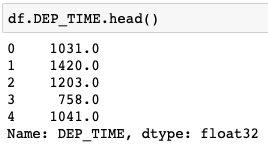 df.DEP_TIME.head()
0    1031.0
1    1420.0
2    1203.0
3     758.0
4    1041.0
Name: DEP_TIME, dtype: float32